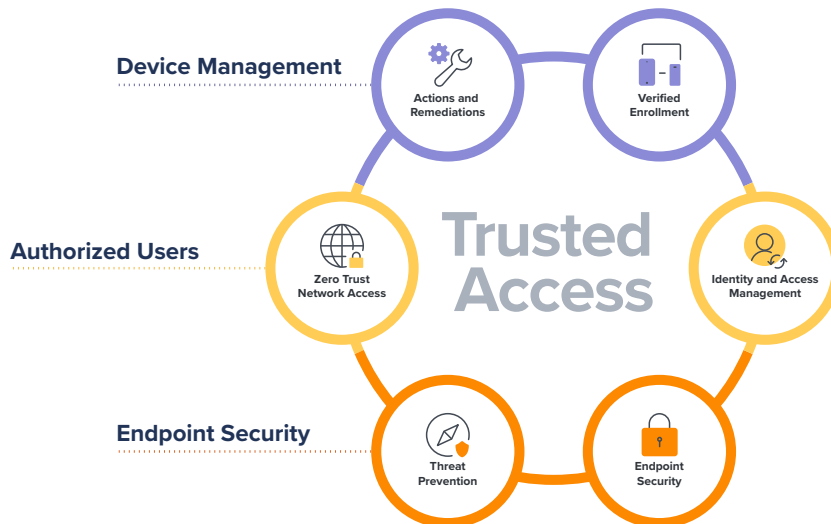 Device Management
Actions and
Remediations
Verified
Enrollment
Authorized Users
Zero Trust
Network Access
Trusted
Access
Identity and Access
Management
Endpoint Security
Threat
Prevention
Endpoint
Security